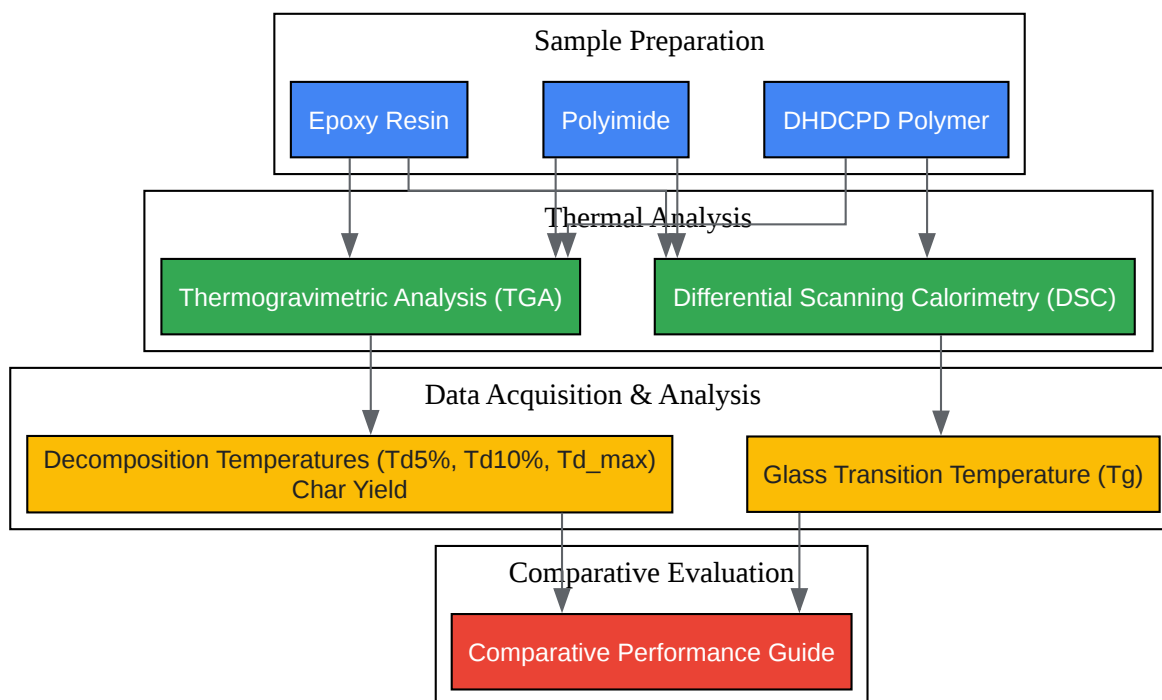 Sample Preparation
Epoxy Resin
Polyimide
DHDCPD Polymer
Thermal Analysis
Thermogravimetric Analysis (TGA)
Differential Scanning Calorimetry (DSC)
Data Acquisition & Analysis
Decomposition Temperatures (Td5%, Td10%, Td_max)
Char Yield
Glass Transition Temperature (Tg)
Comparative Evaluation
Comparative Performance Guide